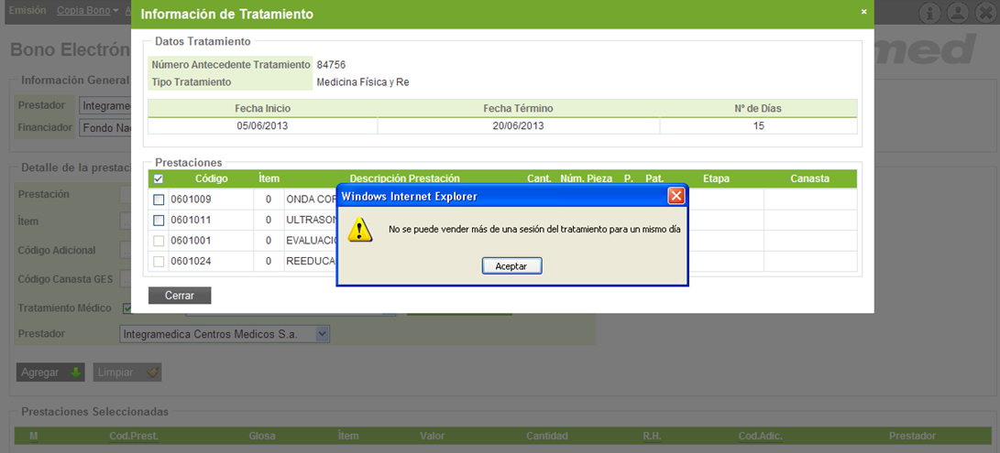 Emisión Copia Bono
Información de Tratamiento
Bono Electrón
med
Datos Tratamiento
Número Antecedente Tratamiento 84756
Tipo Tratamiento Medicina Física y Re
Fecha Inicio Fecha Término N° de Días
05/06/2013 20/06/2013 15
Información General
Prestador Integramed
Financiador Fondo Na
Prestaciones
Código Ítem Descripción Prestación Cant. Núm. Pieza P. Pat. Etapa Canasta
0601009 0 ONDA COR
0601011 0 ULTRASON
0601001 0 EVALUACIÓ
0601024 0 REEDUCA
Windows Internet Explorer
No se puede vender más de una sesión del tratamiento para un mismo día
Aceptar
Cerrar
Detalle de la prestaci
Prestación
Ítem
Código Adicional
Código Canasta GES
Tratamiento Médico
Prestador Integramedica Centros Medicos S.a.
Agregar Limpiar
Prestaciones Seleccionadas
M Cod.Prest. Glosa Ítem Valor Cantidad R.H. Cod.Adic. Prestador